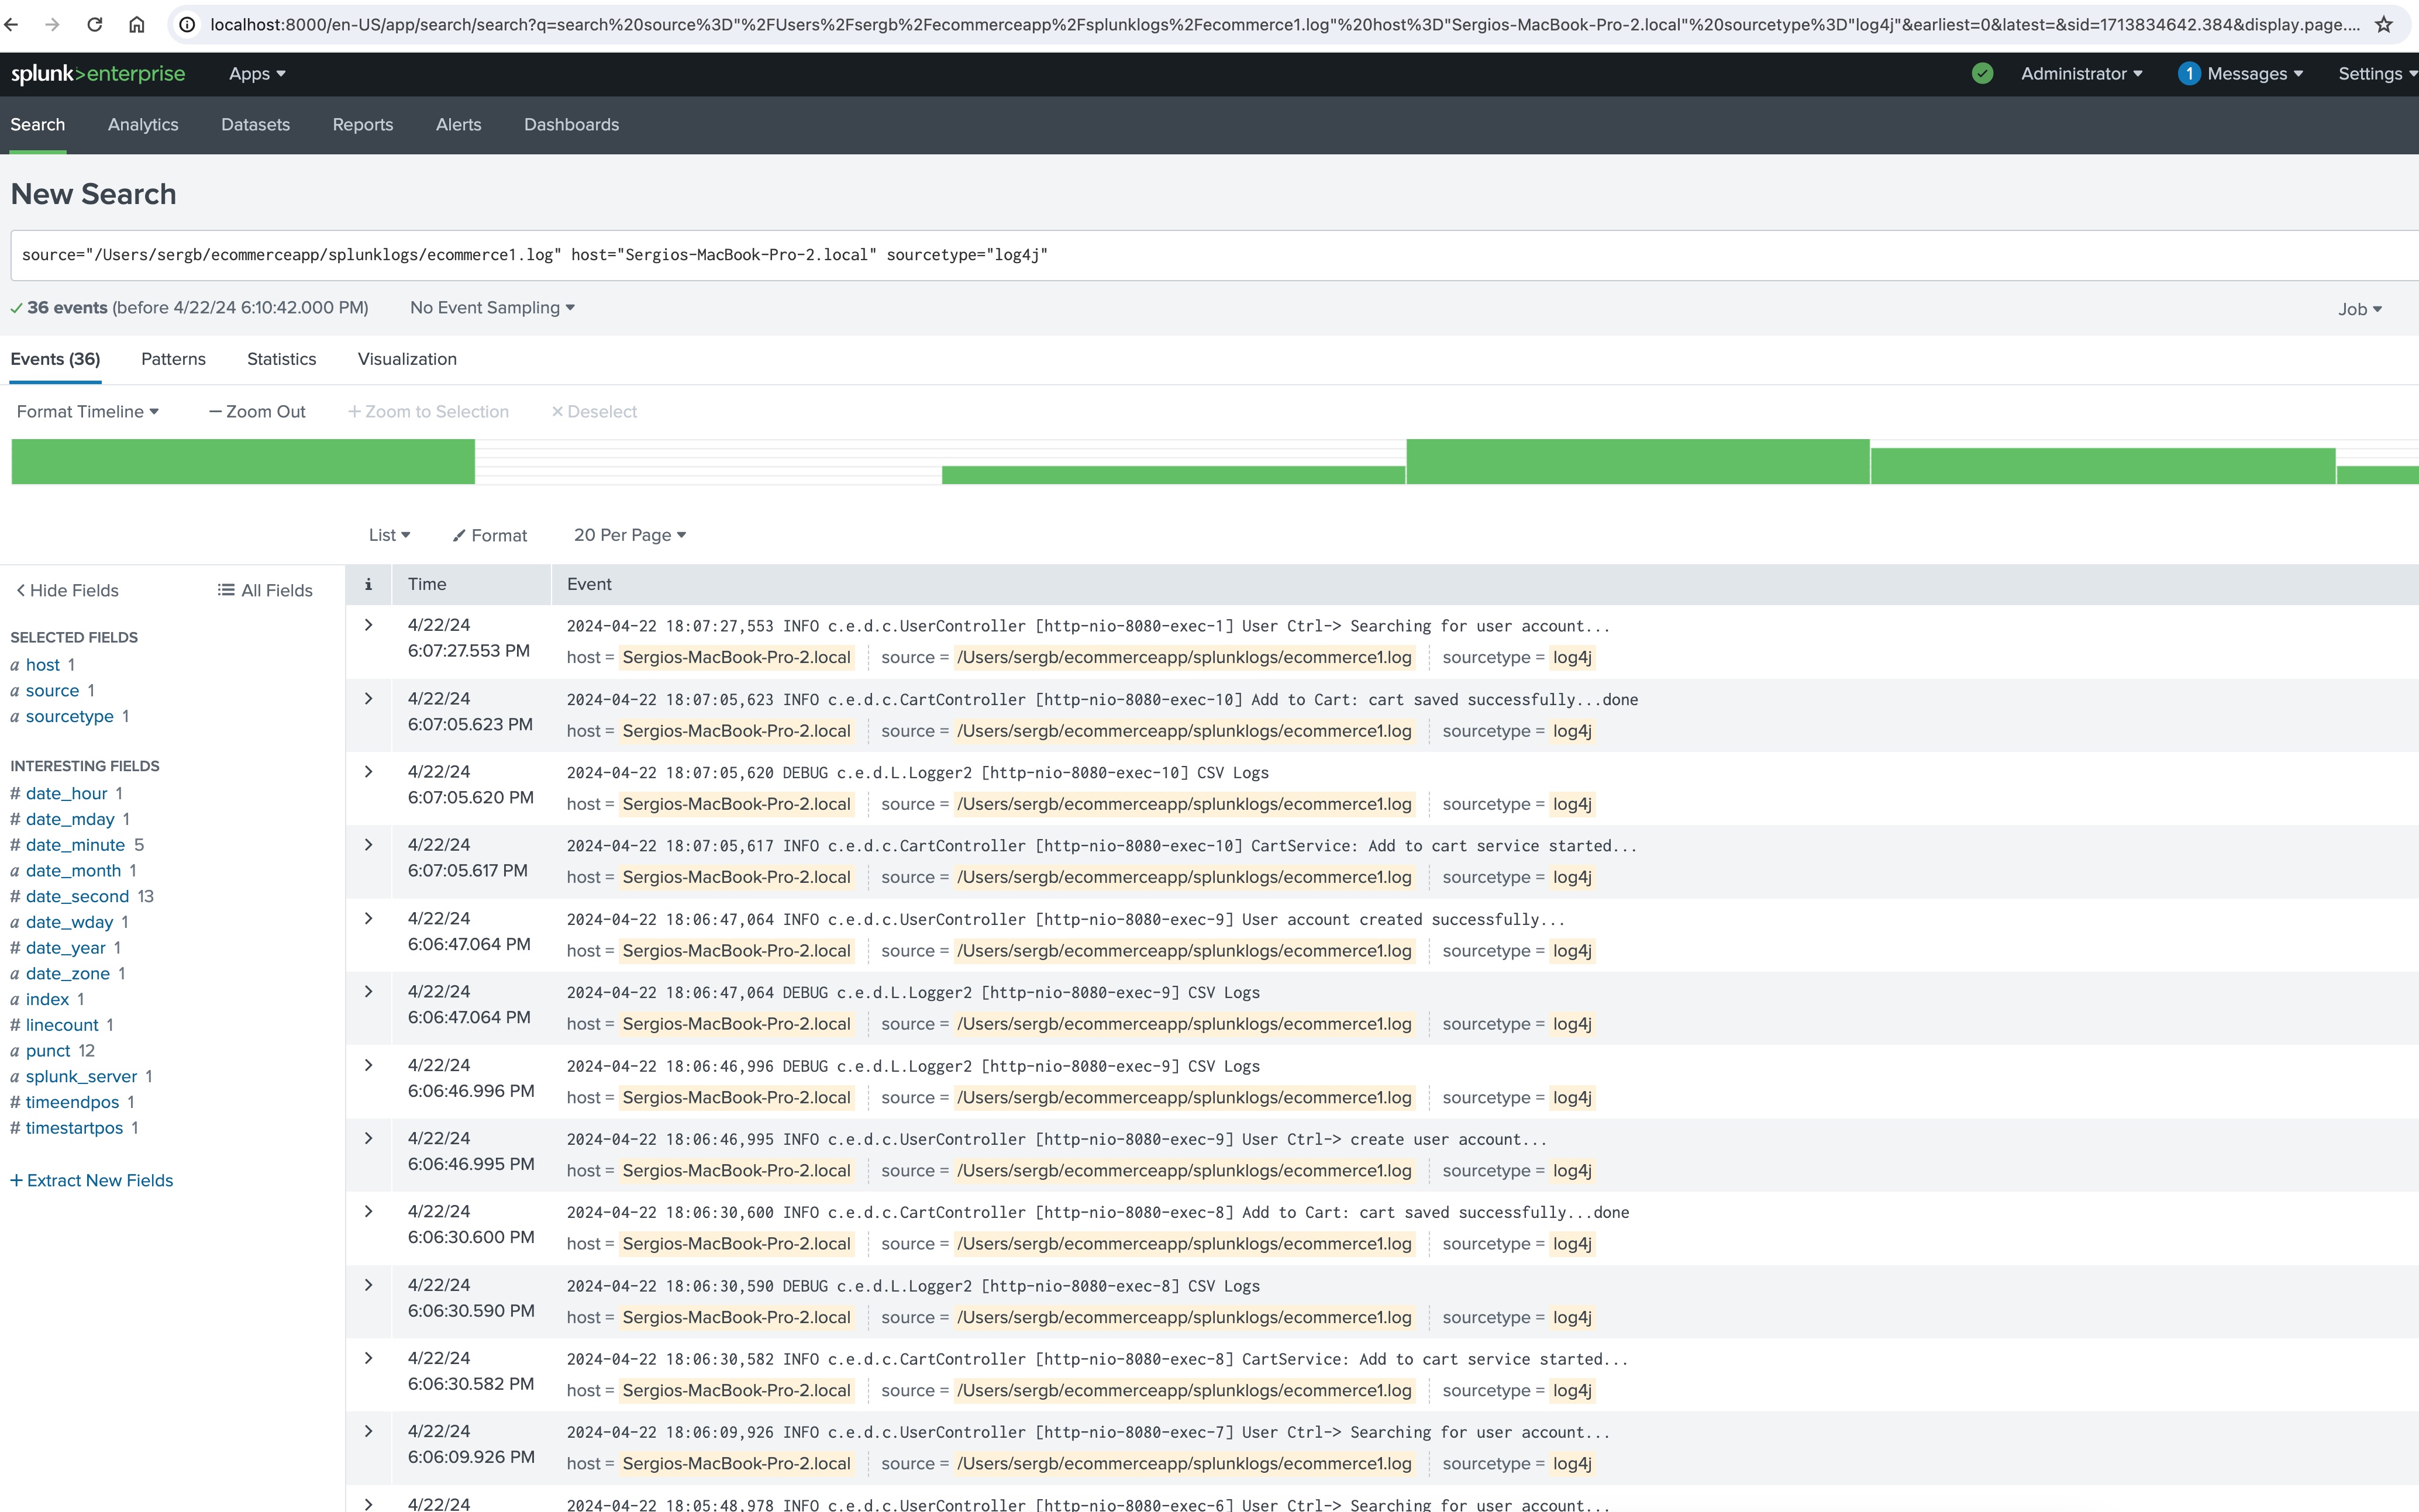 localhost:8000/en-US/app/search/search?q=search%20source%3D"%2FUsers%2Fsergb%2Fecommerceapp%2Fsplunklogs%2Fecommerce1.log"%20host%3D"Sergios-MacBook-Pro-2.local"%20sourcetype%3D"log4j"&earliest=0&latest=&sid=1713834642.384&display.page....
splunk>enterprise Apps Administrator 1 Messages Settings
Search Analytics Datasets Reports Alerts Dashboards
New Search
source="/Users/sergb/ecommerceapp/splunklogs/ecommerce1.log" host="Sergios-MacBook-Pro-2.local" sourcetype="log4j"
36 events (before 4/22/24 6:10:42.000 PM) No Event Sampling Job
Events (36) Patterns Statistics Visualization
Format Timeline — Zoom Out + Zoom to Selection × Deselect
List Format 20 Per Page
< Hide Fields All Fields
SELECTED FIELDS
a host 1
a source 1
a sourcetype 1
INTERESTING FIELDS
# date_hour 1
# date_mday 1
# date_minute 5
a date_month 1
# date_second 13
a date_wday 1
# date_year 1
a date_zone 1
a index 1
# linecount 1
a punct 12
a splunk_server 1
# timeendpos 1
# timestartpos 1
+ Extract New Fields
i Time Event
4/22/24 2024-04-22 18:07:27,553 INFO c.e.d.c.UserController [http-nio-8080-exec-1] User Ctrl-> Searching for user account...
6:07:27.553 PM host = Sergios-MacBook-Pro-2.local source = /Users/sergb/ecommerceapp/splunklogs/ecommerce1.log sourcetype = log4j
4/22/24 2024-04-22 18:07:05,623 INFO c.e.d.c.CartController [http-nio-8080-exec-10] Add to Cart: cart saved successfully...done
6:07:05.623 PM host = Sergios-MacBook-Pro-2.local source = /Users/sergb/ecommerceapp/splunklogs/ecommerce1.log sourcetype = log4j
4/22/24 2024-04-22 18:07:05,620 DEBUG c.e.d.L.Logger2 [http-nio-8080-exec-10] CSV Logs
6:07:05.620 PM host = Sergios-MacBook-Pro-2.local source = /Users/sergb/ecommerceapp/splunklogs/ecommerce1.log sourcetype = log4j
4/22/24 2024-04-22 18:07:05,617 INFO c.e.d.c.CartController [http-nio-8080-exec-10] CartService: Add to cart service started...
6:07:05.617 PM host = Sergios-MacBook-Pro-2.local source = /Users/sergb/ecommerceapp/splunklogs/ecommerce1.log sourcetype = log4j
4/22/24 2024-04-22 18:06:47,064 INFO c.e.d.c.UserController [http-nio-8080-exec-9] User account created successfully...
6:06:47.064 PM host = Sergios-MacBook-Pro-2.local source = /Users/sergb/ecommerceapp/splunklogs/ecommerce1.log sourcetype = log4j
4/22/24 2024-04-22 18:06:47,064 DEBUG c.e.d.L.Logger2 [http-nio-8080-exec-9] CSV Logs
6:06:47.064 PM host = Sergios-MacBook-Pro-2.local source = /Users/sergb/ecommerceapp/splunklogs/ecommerce1.log sourcetype = log4j
4/22/24 2024-04-22 18:06:46,996 DEBUG c.e.d.L.Logger2 [http-nio-8080-exec-9] CSV Logs
6:06:46.996 PM host = Sergios-MacBook-Pro-2.local source = /Users/sergb/ecommerceapp/splunklogs/ecommerce1.log sourcetype = log4j
4/22/24 2024-04-22 18:06:46,995 INFO c.e.d.c.UserController [http-nio-8080-exec-9] User Ctrl-> create user account...
6:06:46.995 PM host = Sergios-MacBook-Pro-2.local source = /Users/sergb/ecommerceapp/splunklogs/ecommerce1.log sourcetype = log4j
4/22/24 2024-04-22 18:06:30,600 INFO c.e.d.c.CartController [http-nio-8080-exec-8] Add to Cart: cart saved successfully...done
6:06:30.600 PM host = Sergios-MacBook-Pro-2.local source = /Users/sergb/ecommerceapp/splunklogs/ecommerce1.log sourcetype = log4j
4/22/24 2024-04-22 18:06:30,590 DEBUG c.e.d.L.Logger2 [http-nio-8080-exec-8] CSV Logs
6:06:30.590 PM host = Sergios-MacBook-Pro-2.local source = /Users/sergb/ecommerceapp/splunklogs/ecommerce1.log sourcetype = log4j
4/22/24 2024-04-22 18:06:30,582 INFO c.e.d.c.CartController [http-nio-8080-exec-8] CartService: Add to cart service started...
6:06:30.582 PM host = Sergios-MacBook-Pro-2.local source = /Users/sergb/ecommerceapp/splunklogs/ecommerce1.log sourcetype = log4j
4/22/24 2024-04-22 18:06:09,926 INFO c.e.d.c.UserController [http-nio-8080-exec-7] User Ctrl-> Searching for user account...
6:06:09.926 PM host = Sergios-MacBook-Pro-2.local source = /Users/sergb/ecommerceapp/splunklogs/ecommerce1.log sourcetype = log4j
4/22/24 2024-04-22 18:05:48,978 INFO c.e.d.c.UserController [http-nio-8080-exec-6] User Ctrl-> Searching for user account...